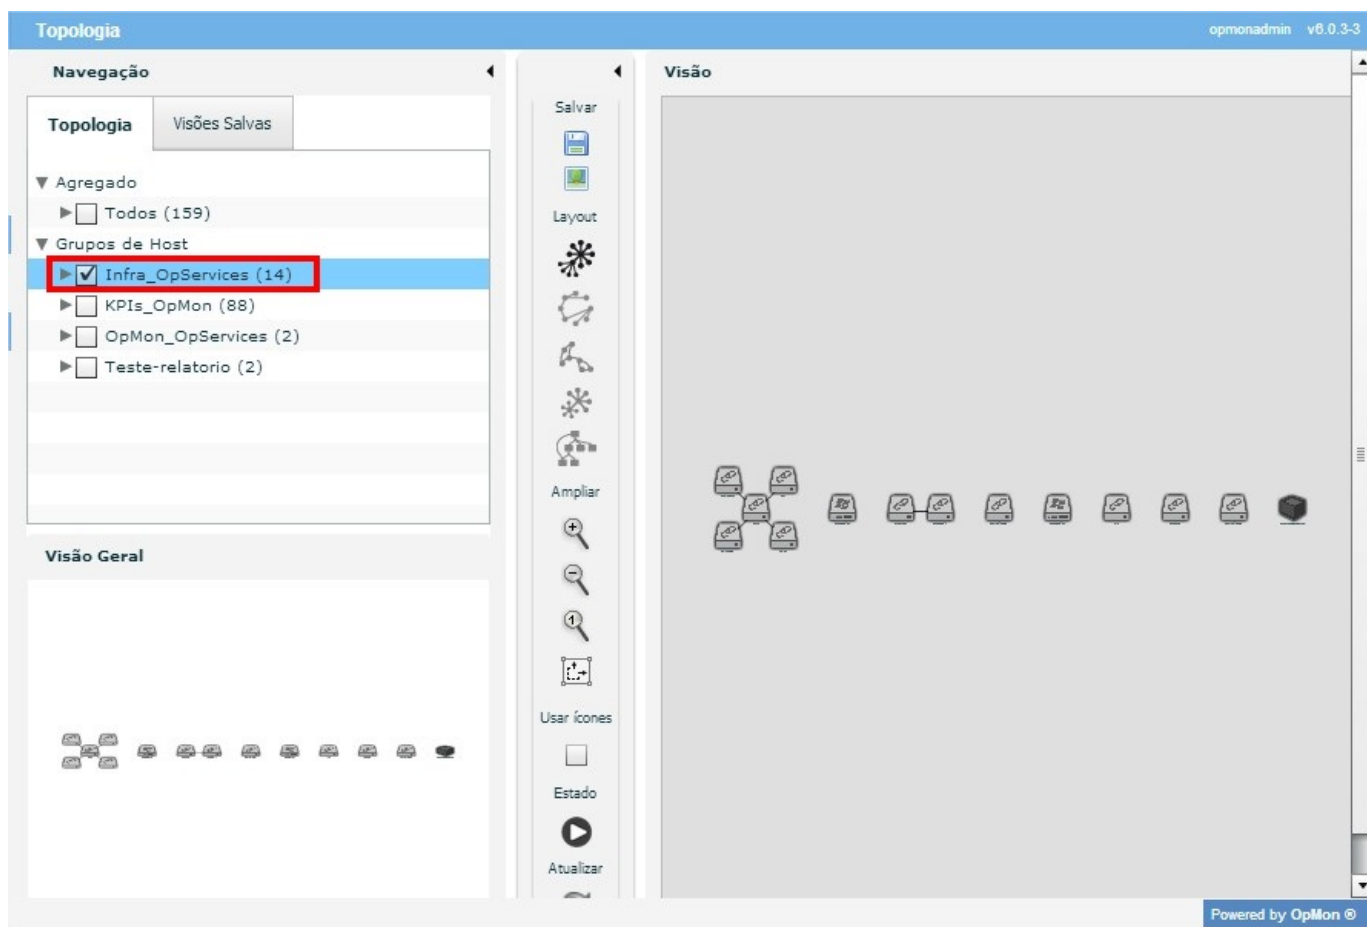 Topologia
opmonadmin v6.0.3-3
Navegação
Topologia
Visões Salvas
Agregado
Todos (159)
Grupos de Host
Infra_OpServices (14)
KPIs_OpMon (88)
OpMon_OpServices (2)
Teste-relatorio (2)
Visão Geral
Salvar
Layout
Ampliar
1
Usar ícones
Estado
Atualizar
Visão
Powered by OpMon ®